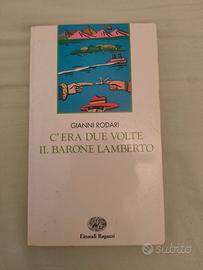 GIANNI RODARI
C'ERA DUE VOLTE
IL BARONE LAMBERTO
Einaudi Ragazzi
subito